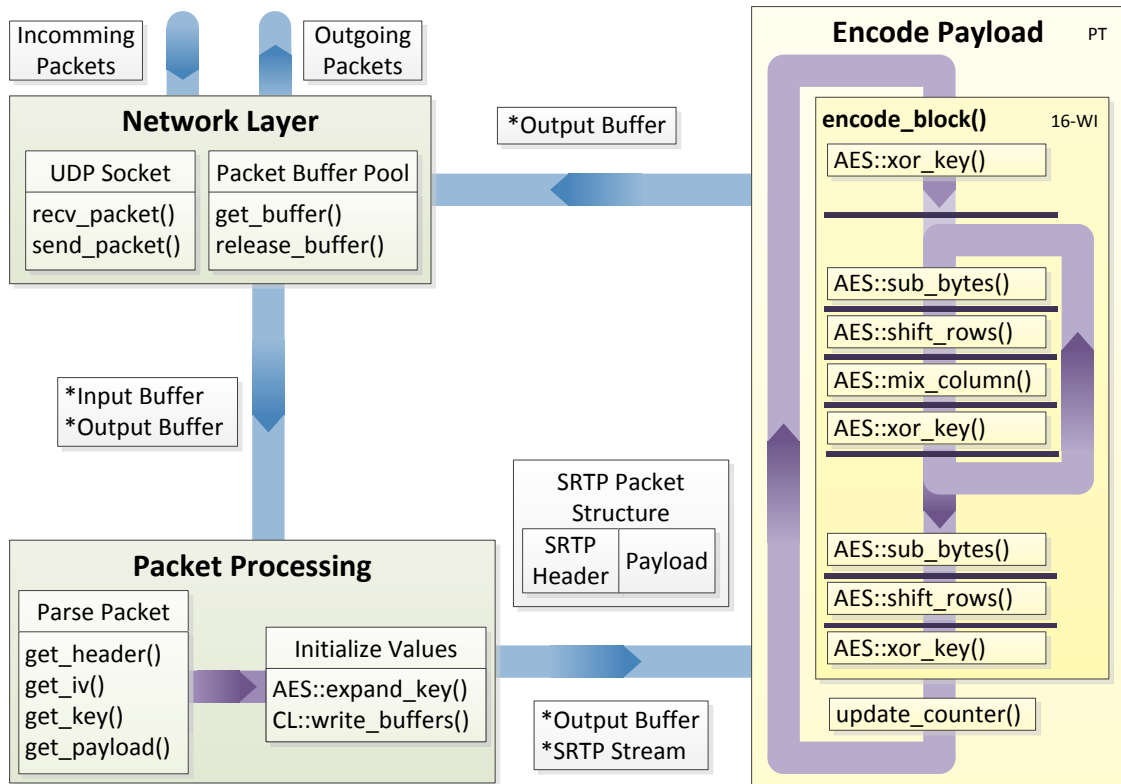 Incomming
Packets
Outgoing
Packets
Network Layer
UDP Socket
recv_packet()
send_packet()
Packet Buffer Pool
get_buffer()
release_buffer()
*Output Buffer
*Input Buffer
*Output Buffer
Packet Processing
Parse Packet
get_header()
get_iv()
get_key()
get_payload()
Initialize Values
AES::expand_key()
CL::write_buffers()
SRTP Packet
Structure
SRTP
Header
Payload
*Output Buffer
*SRTP Stream
Encode Payload
PT
encode_block()
16-WI
AES::xor_key()
AES::sub_bytes()
AES::shift_rows()
AES::mix_column()
AES::xor_key()
AES::sub_bytes()
AES::shift_rows()
AES::xor_key()
update_counter()